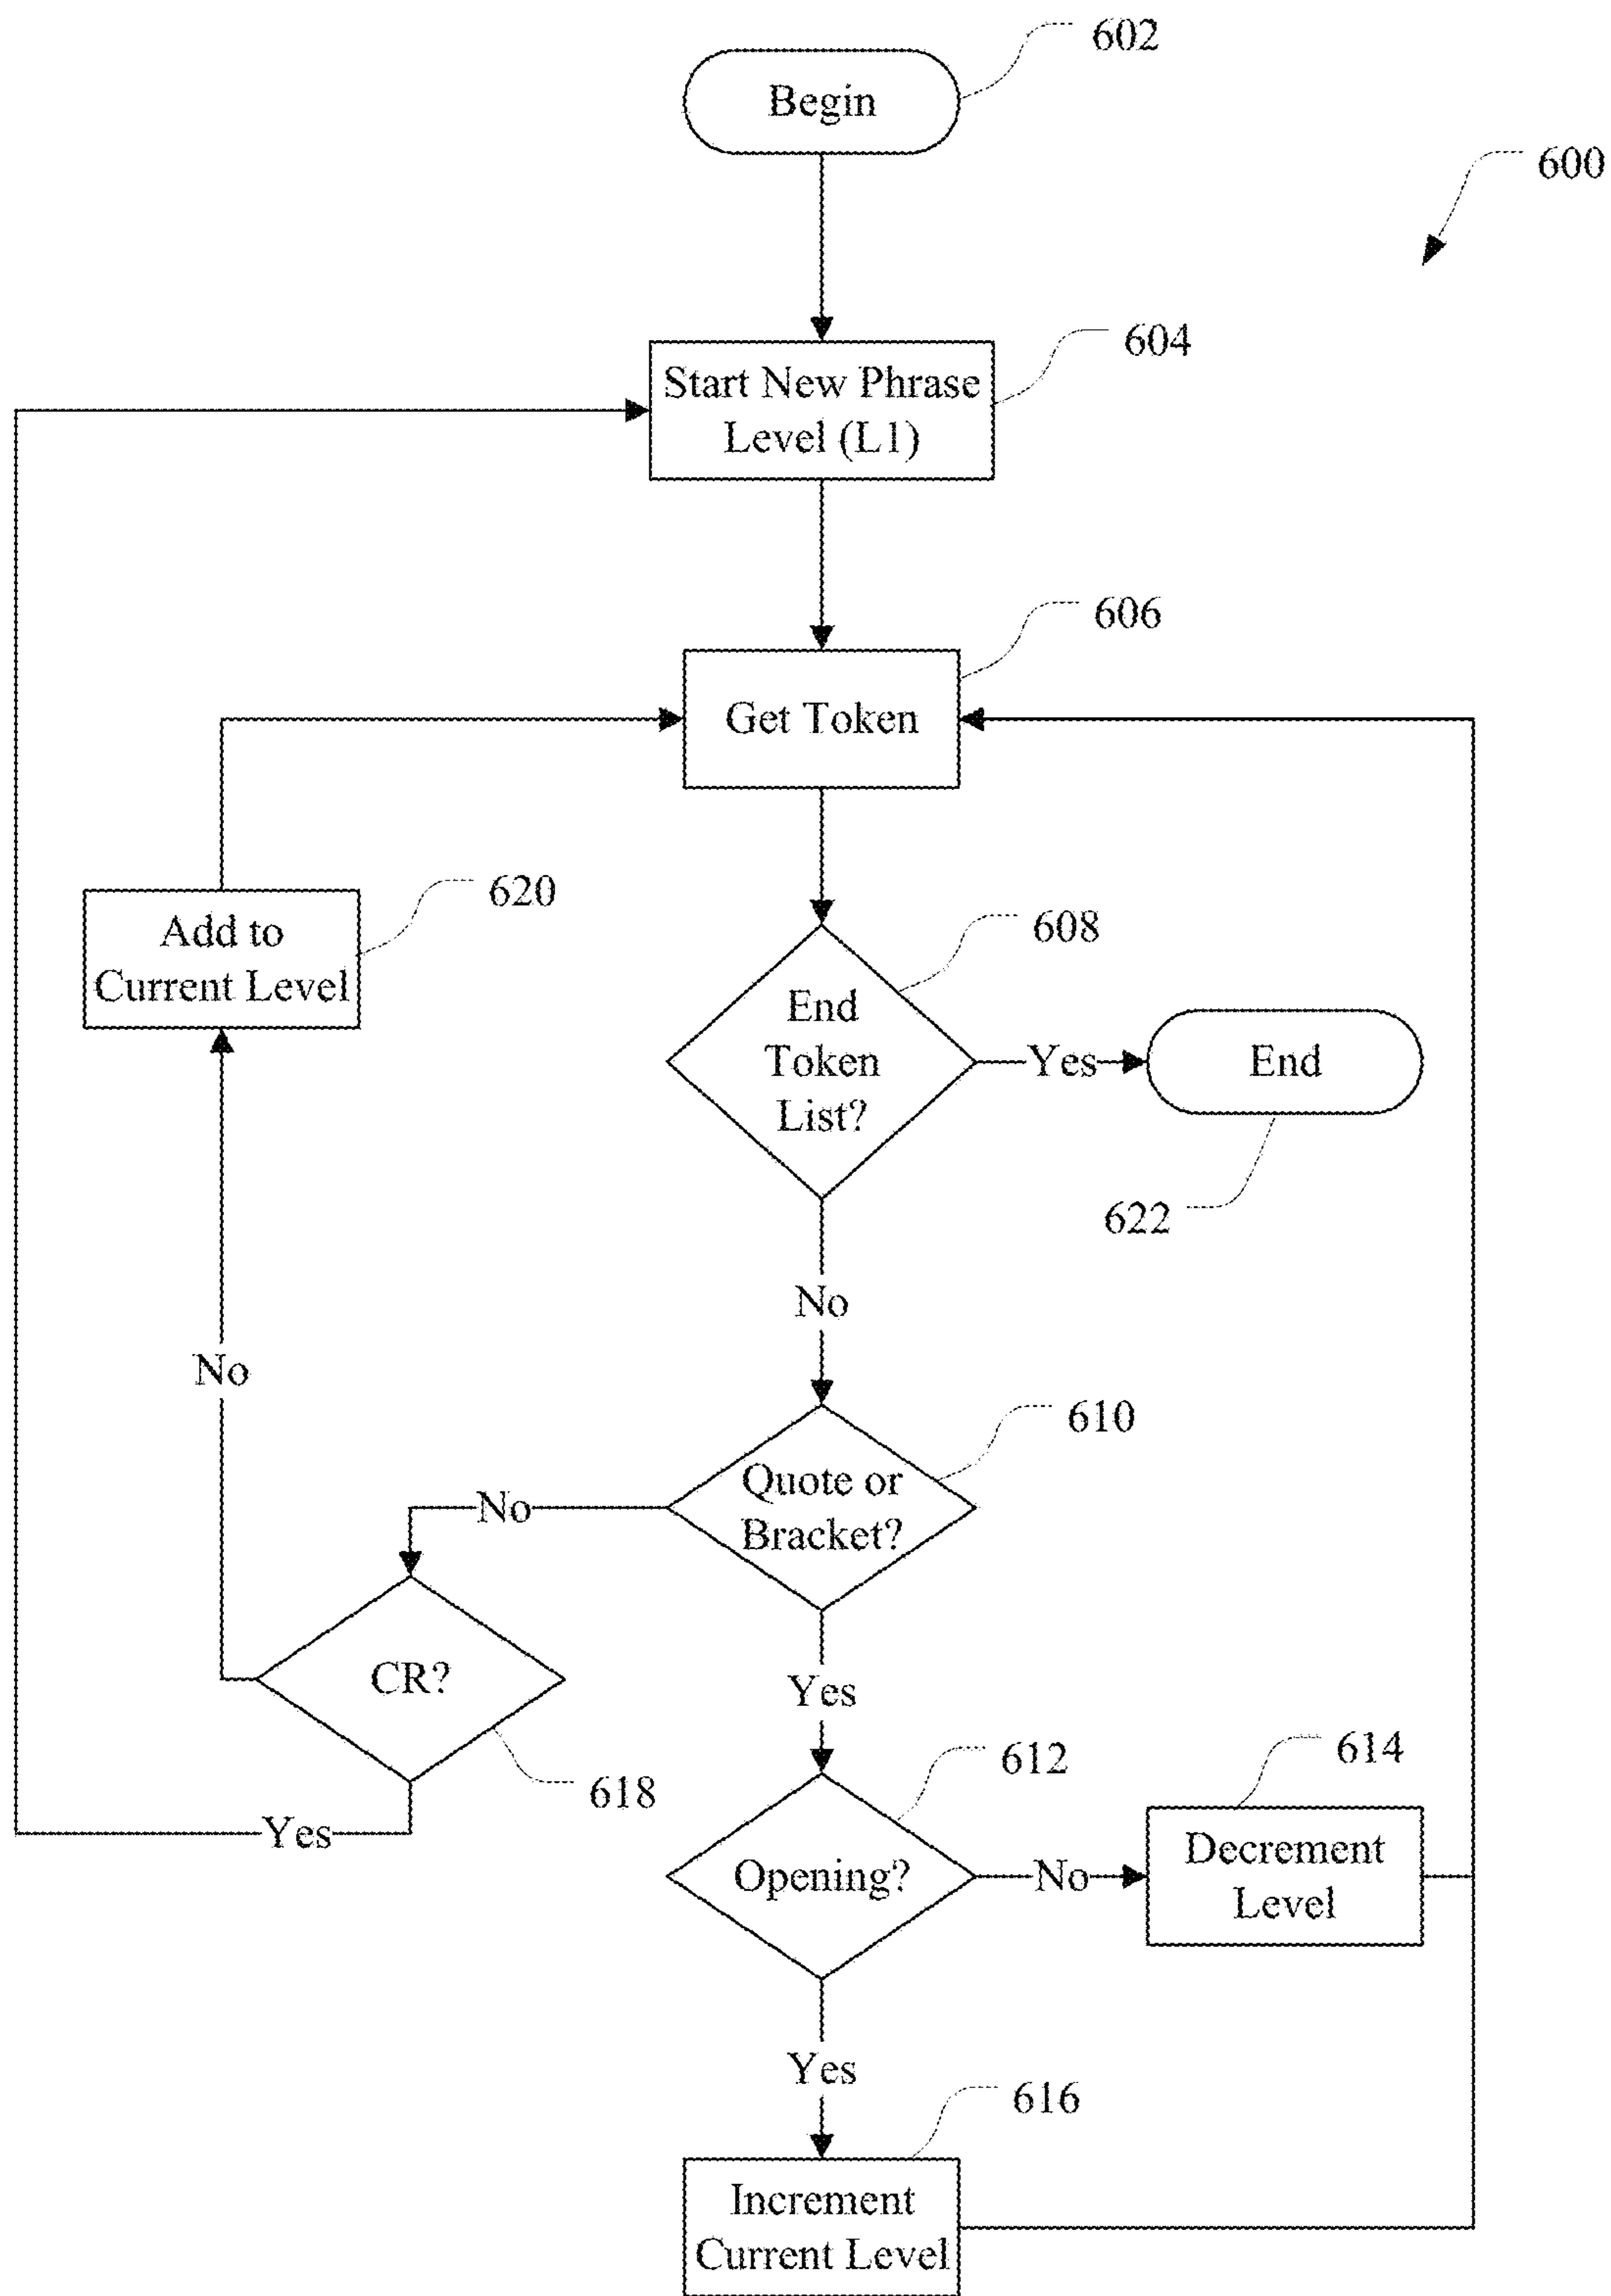 602
Begin
600
604
Start New Phrase
Level (L1)
606
Get Token
620
Add to
Current Level
608
End
Token
List?
Yes
End
622
No
No
610
Quote or
Bracket?
No
CR?
618
Yes
Yes
612
614
Opening?
No
Decrement
Level
Yes
616
Increment
Current Level